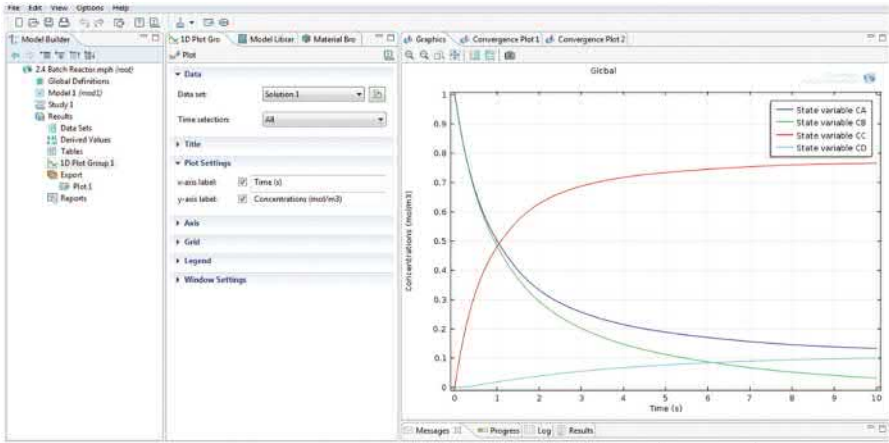 File Edit View Options Help
Model Builder
2.4 Batch Reactor.mph (root)
Global Definitions
Model 1 (mod1)
Study 1
Results
Data Sets
Derived Values
Tables
1D Plot Group 1
Export
Plot 1
Reports
1D Plot Gro
Model Librar
Material Bro
Plot
Data
Data set: Solution 1
Time selection: All
Title
Plot Settings
x-axis label: Time (s)
y-axis label: Concentrations (mol/m3)
Axis
Grid
Legend
Window Settings
Graphics Convergence Plot 1 Convergence Plot 2
Global
State variable CA
State variable CB
State variable CC
State variable CD
Concentrations (mol/m3)
1
0.9
0.8
0.7
0.6
0.5
0.4
0.3
0.2
0.1
0
0 1 2 3 4 5 6 7 8 9 10
Time (s)
Messages Progress Log Results